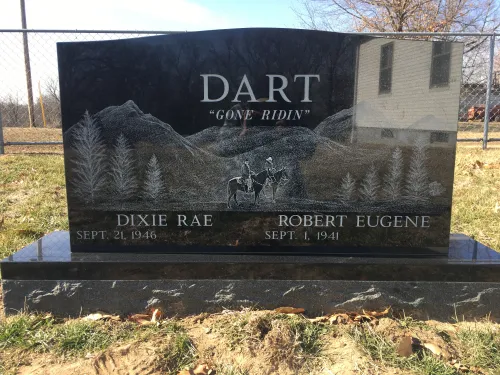 DART
"GONE RIDIN"
DIXIE RAE ROBERT EUGENE
SEPT. 21, 1946 SEPT. 1, 1941